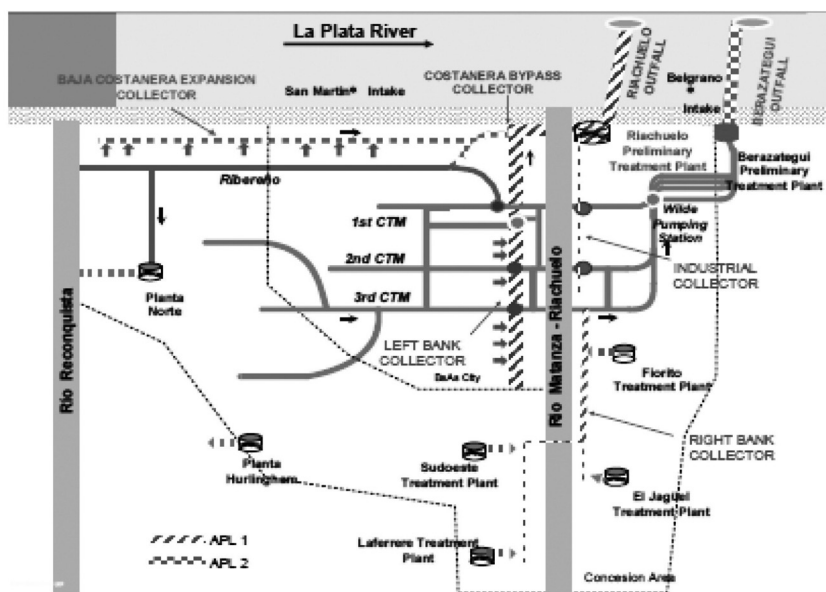 La Plata River
BAJA COSTANERA EXPANSION
COLLECTOR
San Martin Intake
COSTANERA BYPASS
COLLECTOR
RIACHUELO
OUTFALL
Belgrano
Intake
BERAZATEGUI
OUTFALL
Riachuelo
Preliminary
Treatment Plant
Berazategui
Preliminary
Treatment Plant
Ribereño
1st CTM
2nd CTM
3rd CTM
Wilde
Pumping
Station
INDUSTRIAL
COLLECTOR
Planta
Norte
LEFT BANK
COLLECTOR
BsAs City
Río Reconquista
Río Matanza - Riachuelo
Fiorito
Treatment Plant
RIGHT BANK
COLLECTOR
Planta
Hurlingham
Sudoeste
Treatment Plant
El Jagüel
Treatment Plant
Laferrere Treatment
Plant
APL 1
APL 2
Concesion Area